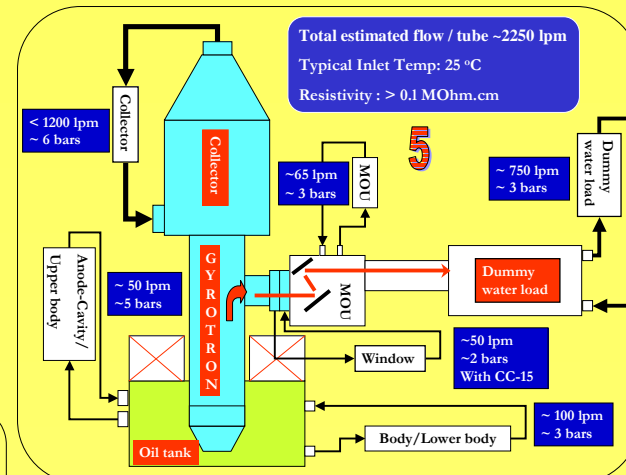 Total estimated flow / tube ~2250 lpm
Typical Inlet Temp: 25 °C
Resistivity : > 0.1 MOhm.cm
5
< 1200 lpm
~ 6 bars
Collector
Collector
~65 lpm
~ 3 bars
MOU
~ 750 lpm
~ 3 bars
Dummy
water load
Anode-Cavity/
Upper body
~ 50 lpm
~5 bars
GYROTRON
MOU
Dummy
water load
Window
~50 lpm
~2 bars
With CC-15
Oil tank
Body/Lower body
~ 100 lpm
~ 3 bars